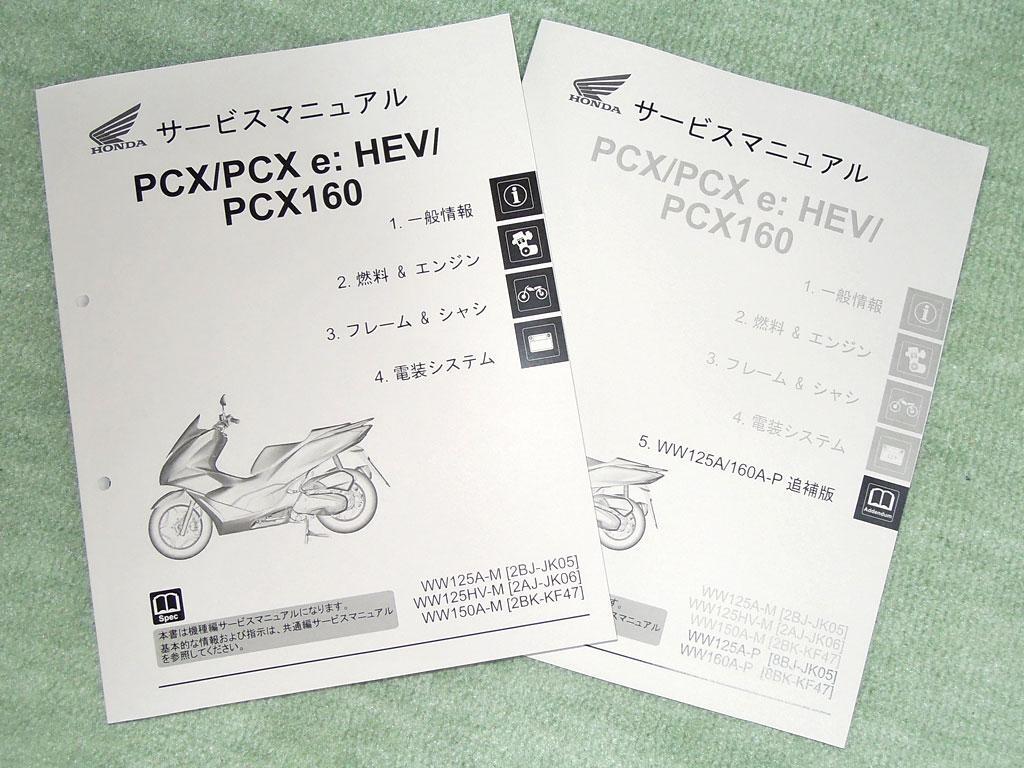 HONDA
サービスマニュアル
PCX/PCX e: HEV/
PCX160
1. 一般情報
2. 燃料 & エンジン
3. フレーム & シャシ
4. 電装システム
WW125A-M [2BJ-JK05]
WW125HV-M [2AJ-JK06]
WW150A-M [2BK-KF47]
Spec
本書は機種編サービスマニュアルになります。
基本的な情報および指示は、共通編サービスマニュアル
を参照してください。
HONDA
サービスマニュアル
PCX/PCX e: HEV/
PCX160
1. 一般情報
2. 燃料 & エンジン
3. フレーム & シャシ
4. 電装システム
5. WW125A/160A-P 追補版
Addendum
WW125A-M [2BJ-JK05]
WW125HV-M [2AJ-JK06]
WW150A-M [2BK-KF47]
WW125A-P [8BJ-JK05]
WW160A-P [8BK-KF47]
す。
マニュアル